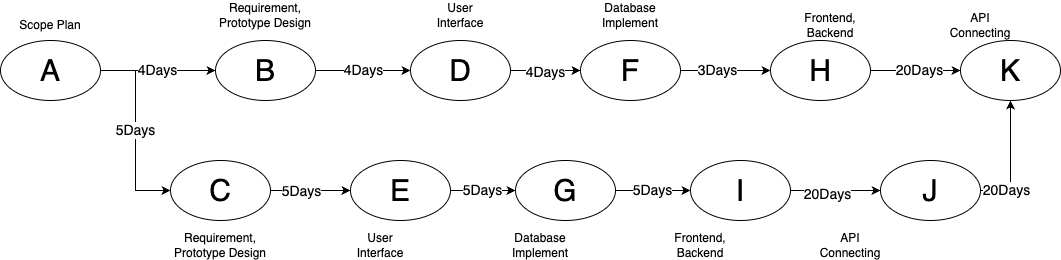 Scope Plan
Requirement,
Prototype Design
User
Interface
Database
Implement
Frontend,
Backend
API
Connecting
A
4Days
B
4Days
D
4Days
F
3Days
H
20Days
K
5Days
C
5Days
E
5Days
G
5Days
I
20Days
J
20Days
Requirement,
Prototype Design
User
Interface
Database
Implement
Frontend,
Backend
API
Connecting